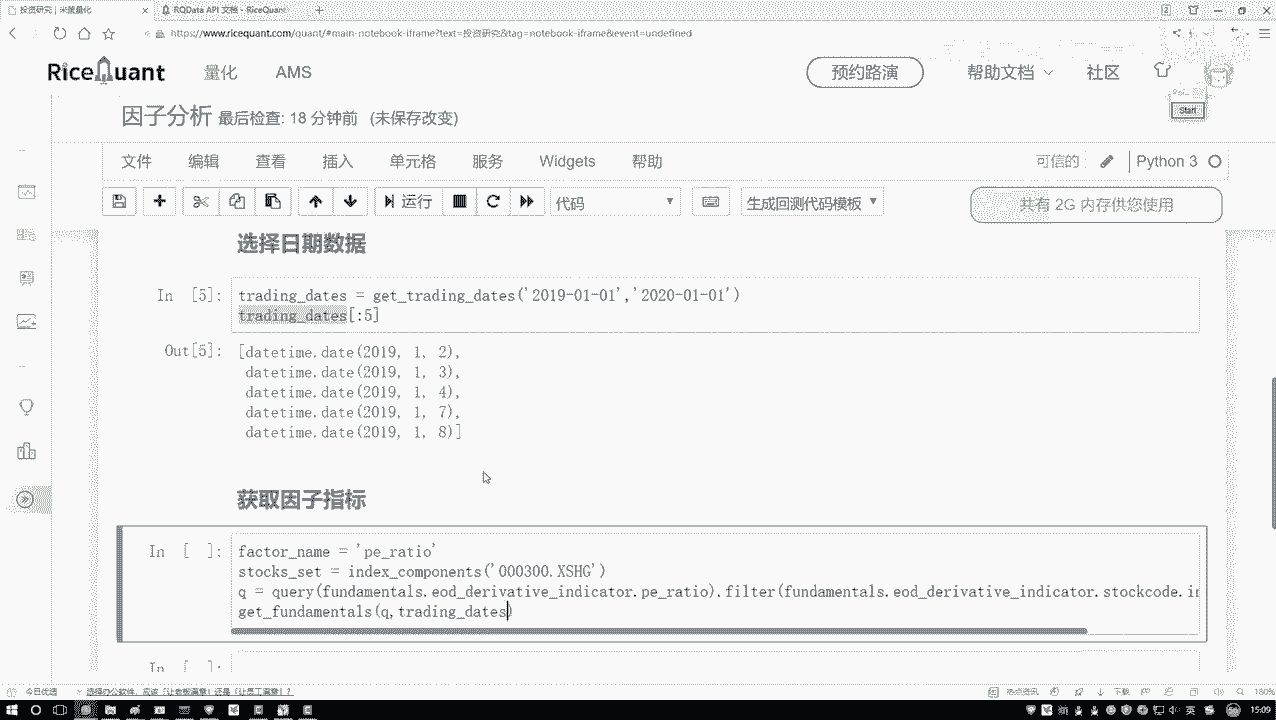 投资研究 | 米筐量化
RQData API 文档 - RiceQuant
https://www.ricequant.com/quant/#main-notebook-iframe?text=投资研究&tag=notebook-iframe&event=undefined
RiceQuant 量化 AMS 预约路演 帮助文档 社区
Start
因子分析 最后检查: 18 分钟前 (未保存改变)
文件 编辑 查看 插入 单元格 服务 Widgets 帮助 可信的 Python 3
运行 代码 生成回测代码模板 共有 2G 内存供您使用
选择日期数据
In [5]: trading_dates = get_trading_dates('2019-01-01','2020-01-01')
trading_dates[:5]
Out[5]: [datetime.date(2019, 1, 2),
datetime.date(2019, 1, 3),
datetime.date(2019, 1, 4),
datetime.date(2019, 1, 7),
datetime.date(2019, 1, 8)]
获取因子指标
In [ ]: factor_name = 'pe_ratio'
stocks_set = index_components('000300.XSHG')
q = query(fundamentals.eod_derivative_indicator.pe_ratio).filter(fundamentals.eod_derivative_indicator.stockcode.in
get_fundamentals(q,trading_dates)
In [ ]:
今日优选 选择办公软件，应该「让老板满意」还是「让员工满意」？ 热点资讯 下载 180%
英 15:09